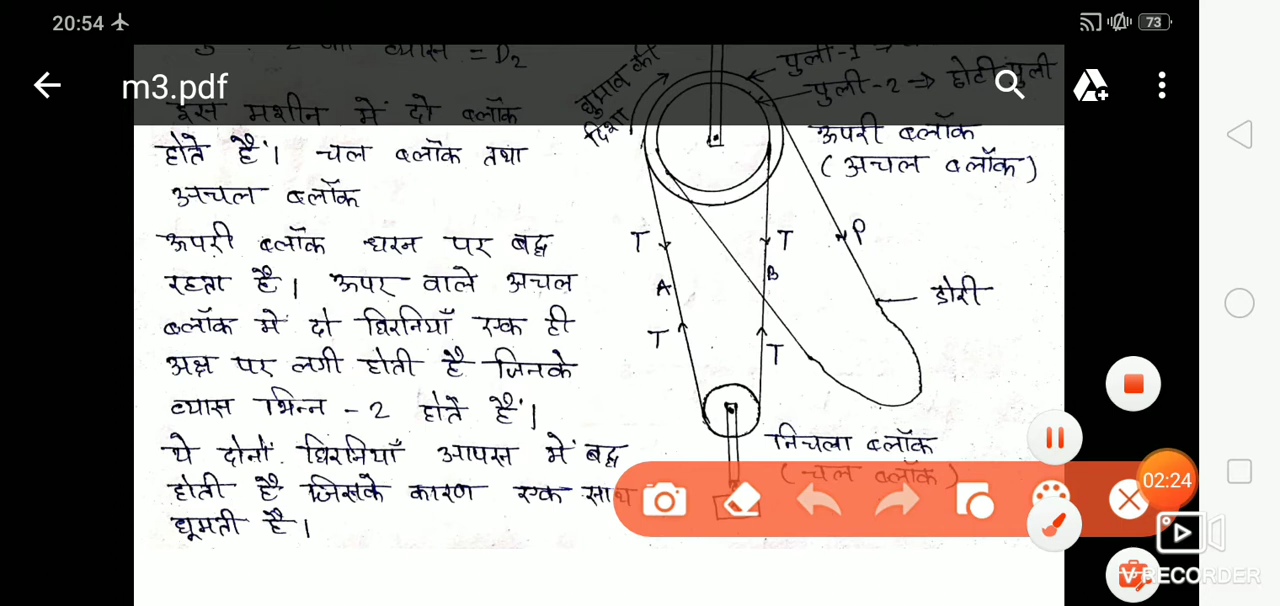 20:54
73
m3.pdf
व्यास = D2
पुली-1 →
पुली-2 → छोटी पुली
घुमाव की
दिशा
इस मशीन में दो ब्लॉक
होते हैं। चल ब्लॉक तथा
अचल ब्लॉक
ऊपरी ब्लॉक धरन पर बद्ध
रहता है। ऊपर वाले अचल
ब्लॉक में दो घिरनियाँ एक ही
अक्ष पर लगी होती है जिनके
व्यास भिन्न -2 होते हैं।
ये दोनों घिरनियाँ आपस में बद्ध
होती है जिसके कारण एक साथ
घूमती है।
ऊपरी ब्लॉक
(अचल ब्लॉक)
T
T
P
A
B
डोरी
T
T
निचला ब्लॉक
(चल ब्लॉक)
02:24
VRECORDER